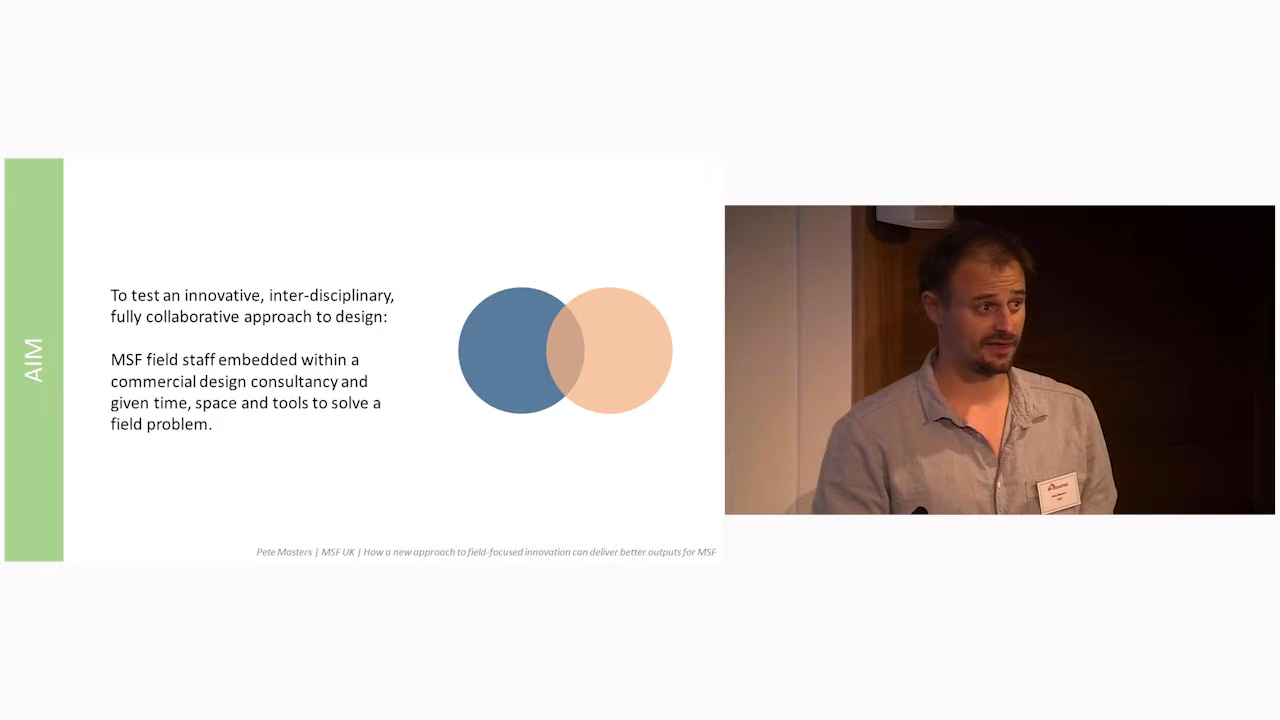 AIM
To test an innovative, inter-disciplinary,
fully collaborative approach to design:
MSF field staff embedded within a
commercial design consultancy and
given time, space and tools to solve a
field problem.
Pete Masters | MSF UK | How a new approach to field-focused innovation can deliver better outputs for MSF